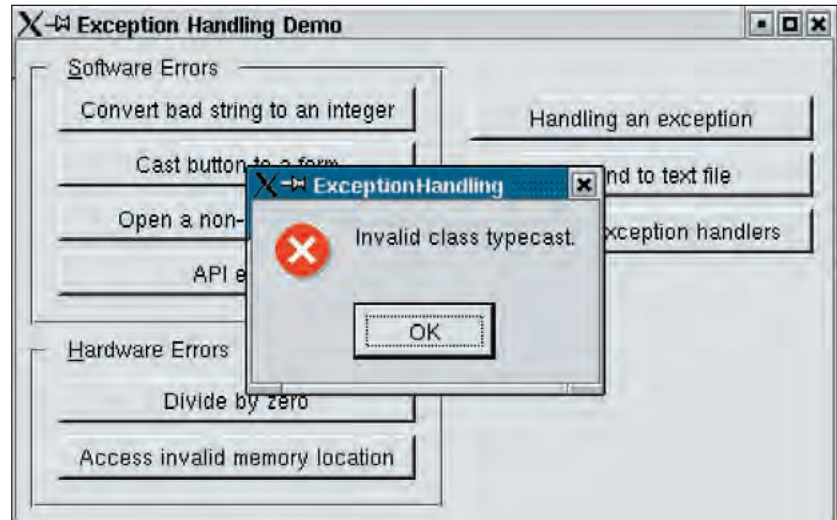 Exception Handling Demo
Software Errors
Convert bad string to an integer
Cast button to a form
Open a non-
API e
Hardware Errors
Divide by zero
Access invalid memory location
Handling an exception
nd to text file
xception handlers
ExceptionHandling
Invalid class typecast.
OK